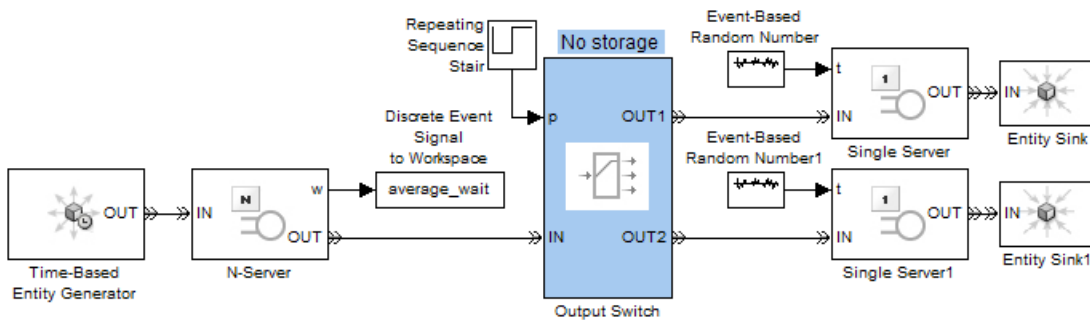 Repeating
Sequence
Stair
No storage
Event-Based
Random Number
p
OUT1
t
IN
1
OUT
Single Server
IN
Entity Sink
Discrete Event
Signal
to Workspace
average_wait
Event-Based
Random Number1
OUT
Time-Based
Entity Generator
IN
N
w
OUT
N-Server
IN
OUT2
Output Switch
t
IN
1
OUT
Single Server1
IN
Entity Sink1